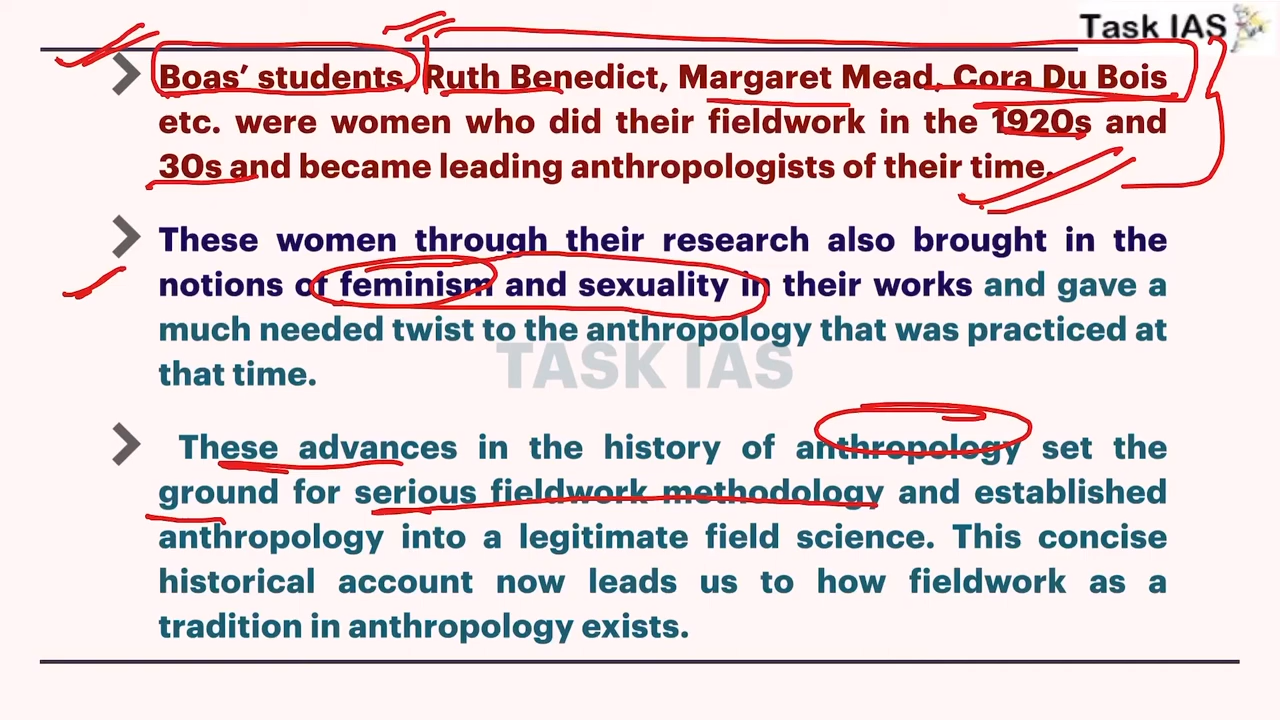 Task IAS
Boas' students, Ruth Benedict, Margaret Mead, Cora Du Bois
etc. were women who did their fieldwork in the 1920s and
30s and became leading anthropologists of their time.
These women through their research also brought in the
notions of feminism and sexuality in their works and gave a
much needed twist to the anthropology that was practiced at
that time.
TASK IAS
These advances in the history of anthropology set the
ground for serious fieldwork methodology and established
anthropology into a legitimate field science. This concise
historical account now leads us to how fieldwork as a
tradition in anthropology exists.